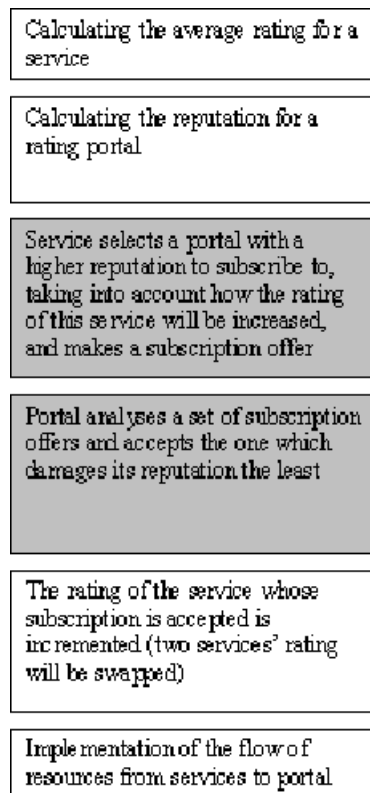 Calculating the average rating for a
service
Calculating the reputation for a
rating portal
Service selects a portal with a
higher reputation to subscribe to,
taking into account how the rating
of this service will be increased,
and makes a subscription offer
Portal analyses a set of subscription
offers and accepts the one which
damages its reputation the least
The rating of the service whose
subscription is accepted is
incremented (two services' rating
will be swapped)
Implementation of the flow of
resources from services to portal